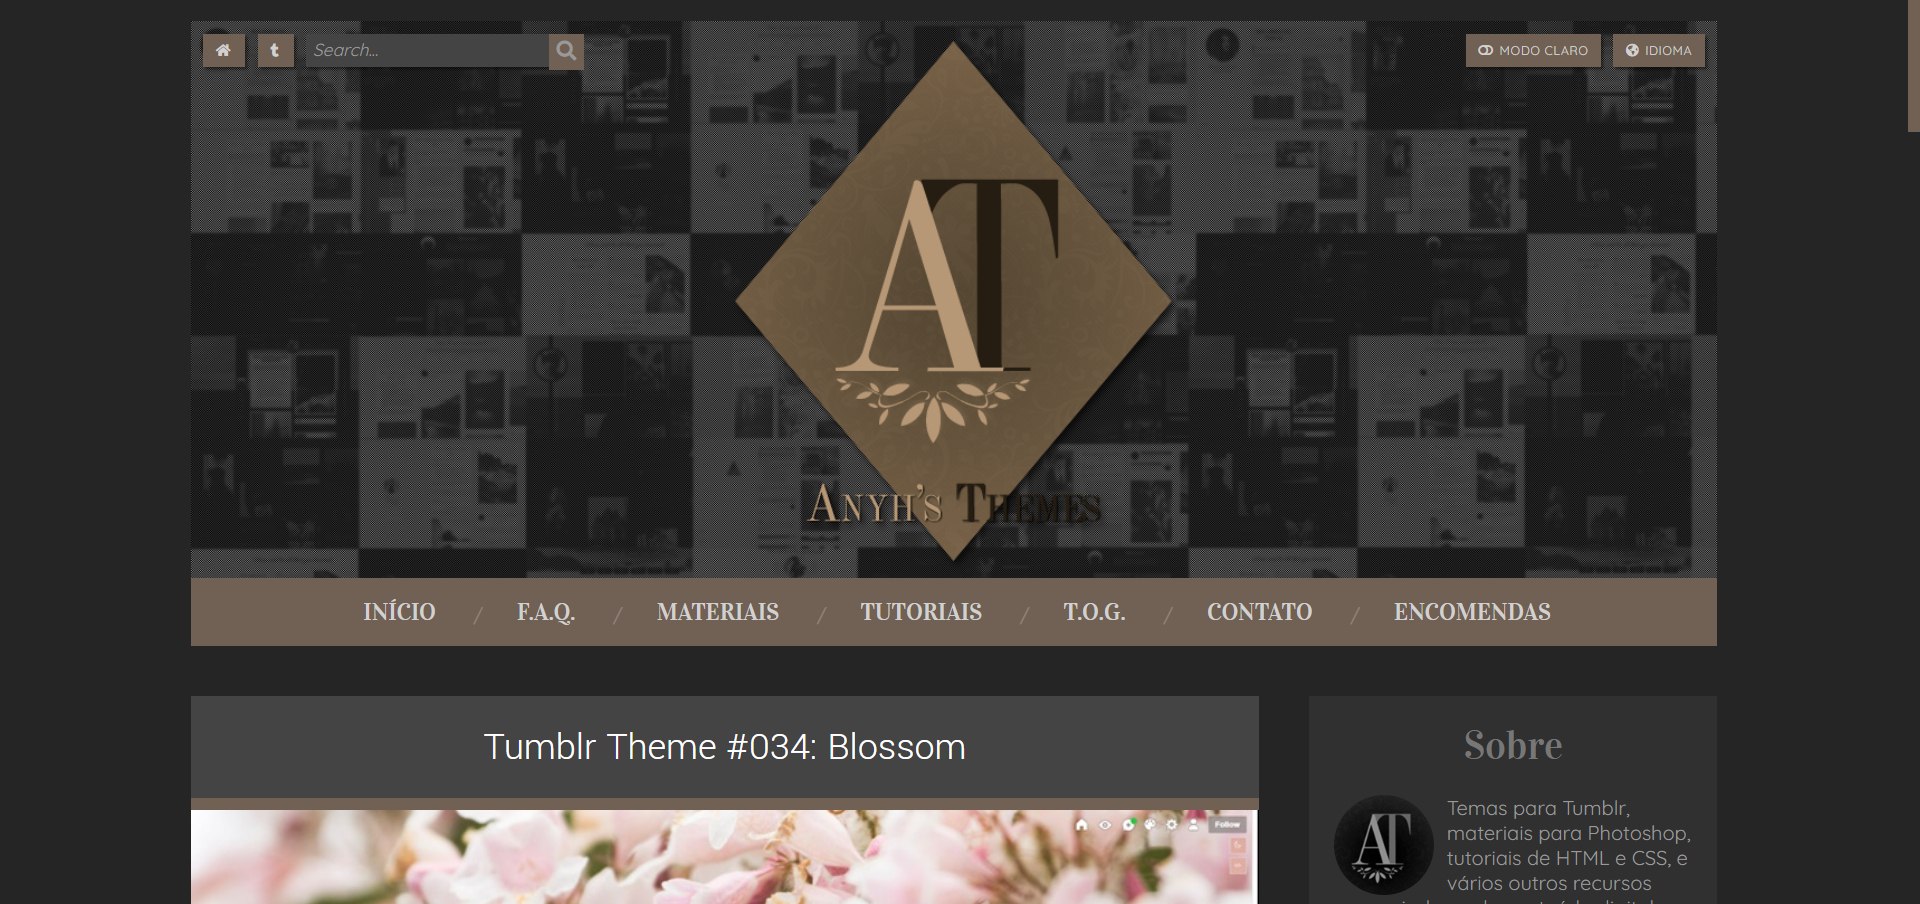 Search...
MODO CLARO
IDIOMA
AT
ANYH'S THEMES
INÍCIO / F.A.Q. / MATERIAIS / TUTORIAIS / T.O.G. / CONTATO / ENCOMENDAS
Tumblr Theme #034: Blossom
Follow
Sobre
AT
Temas para Tumblr,
materiais para Photoshop,
tutoriais de HTML e CSS, e
vários outros recursos